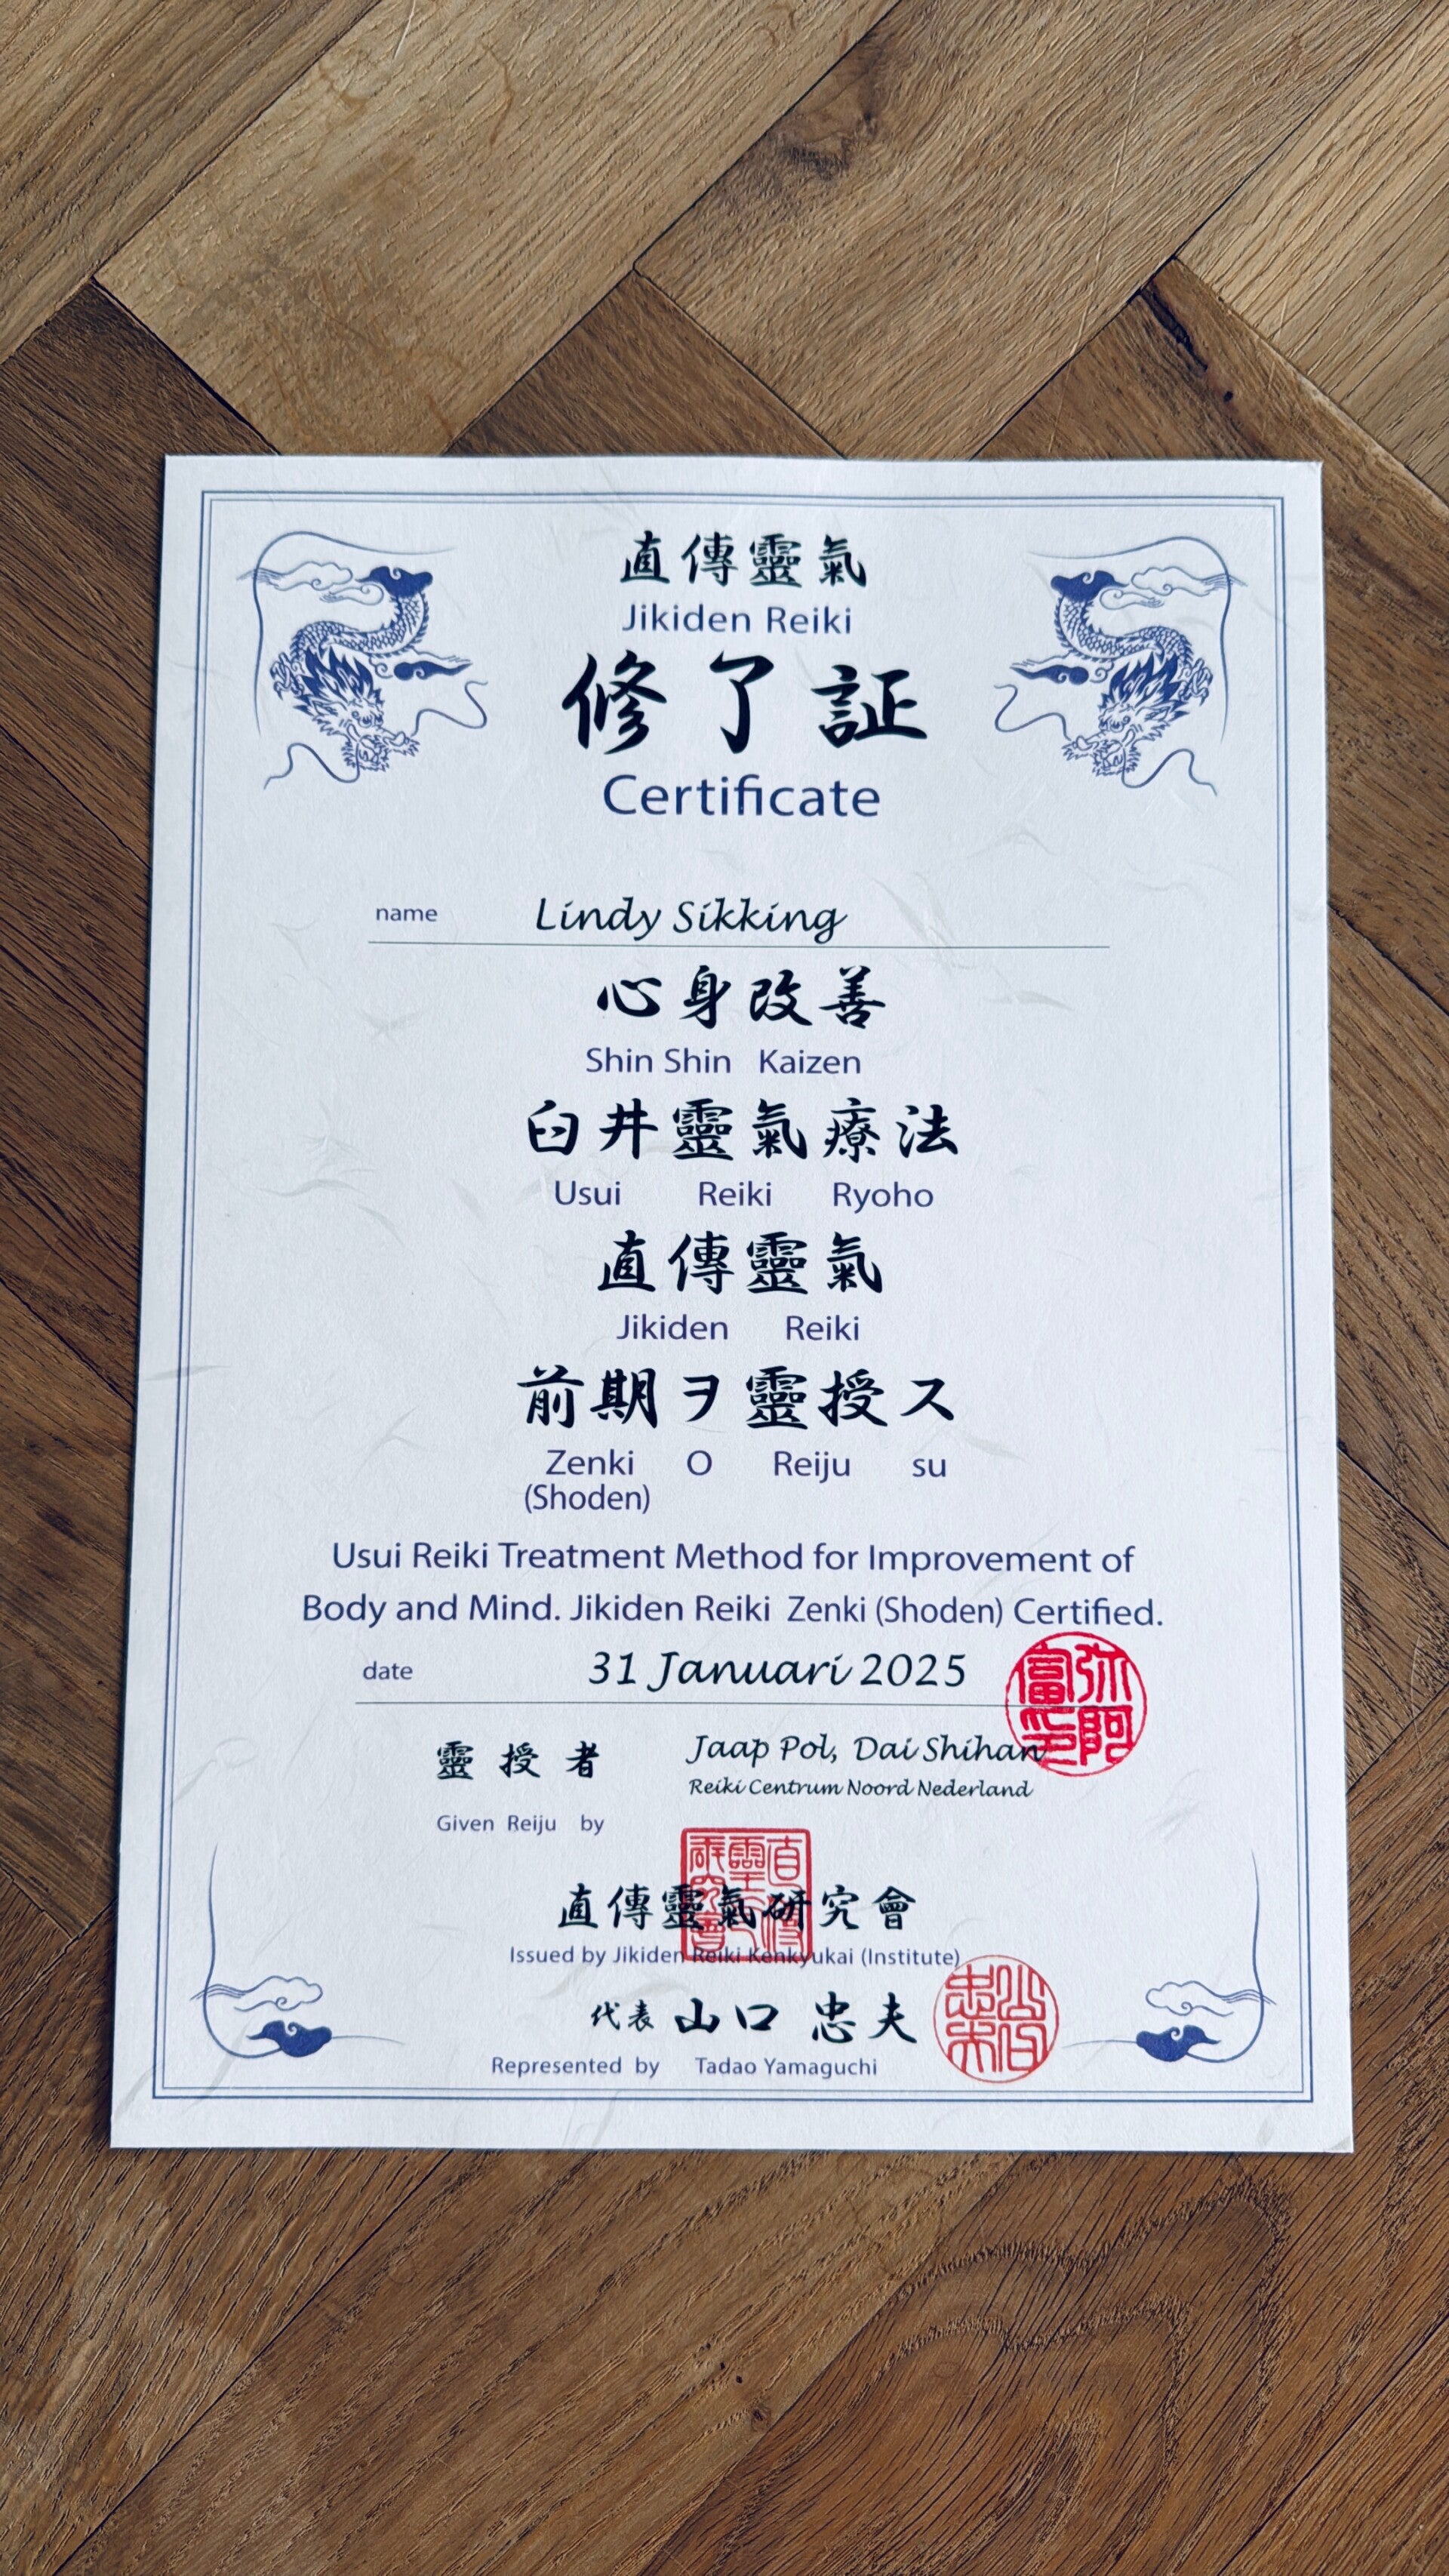 直傳靈氣
Jikiden Reiki
修了証
Certificate
name Lindy Sikking
心身改善
Shin Shin Kaizen
臼井靈氣療法
Usui Reiki Ryoho
直傳靈氣
Jikiden Reiki
前期ヲ靈授ス
Zenki O Reiju su
(Shoden)
Usui Reiki Treatment Method for Improvement of
Body and Mind. Jikiden Reiki Zenki (Shoden) Certified.
date 31 Januari 2025
靈授者 Jaap Pol, Dai Shihan
Reiki Centrum Noord Nederland
Given Reiju by
直傳靈氣研究會
Issued by Jikiden Reiki Kenkyukai (Institute)
代表 山口 忠夫
Represented by Tadao Yamaguchi